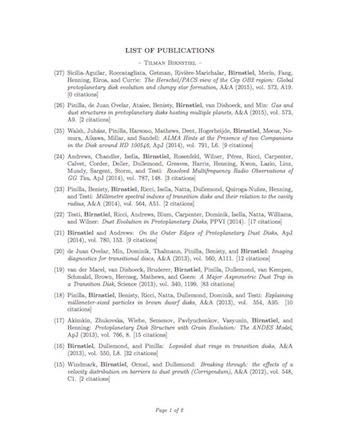 LIST OF PUBLICATIONS
– Tilman Birnstiel –
(27) Sicilia-Aguilar, Roccatagliata, Getman, Rivière-Marichalar, Birnstiel, Merín, Fang,
Henning, Eiroa, and Currie: The Herschel/PACS view of the Cep OB2 region: Global
protoplanetary disk evolution and clumpy star formation, A&A (2015), vol. 573, A19.
[0 citations]
(26) Pinilla, de Juan Ovelar, Ataiee, Benisty, Birnstiel, van Dishoeck, and Min: Gas and
dust structures in protoplanetary disks hosting multiple planets, A&A (2015), vol. 573,
A9. [2 citations]
(25) Walsh, Juhász, Pinilla, Harsono, Mathews, Dent, Hogerheijde, Birnstiel, Meeus, No-
mura, Aikawa, Millar, and Sandell: ALMA Hints at the Presence of two Companions
in the Disk around HD 100546, ApJ (2014), vol. 791, L6. [9 citations]
(24) Andrews, Chandler, Isella, Birnstiel, Rosenfeld, Wilner, Pérez, Ricci, Carpenter,
Calvet, Corder, Deller, Dullemond, Greaves, Harris, Henning, Kwon, Lazio, Linz,
Mundy, Sargent, Storm, and Testi: Resolved Multifrequency Radio Observations of
GG Tau, ApJ (2014), vol. 787, 148. [3 citations]
(23) Pinilla, Benisty, Birnstiel, Ricci, Isella, Natta, Dullemond, Quiroga-Nuñez, Henning,
and Testi: Millimetre spectral indices of transition disks and their relation to the cavity
radius, A&A (2014), vol. 564, A51. [2 citations]
(22) Testi, Birnstiel, Ricci, Andrews, Blum, Carpenter, Dominik, Isella, Natta, Williams,
and Wilner: Dust Evolution in Protoplanetary Disks, PPVI (2014). [17 citations]
(21) Birnstiel and Andrews: On the Outer Edges of Protoplanetary Dust Disks, ApJ
(2014), vol. 780, 153. [9 citations]
(20) de Juan Ovelar, Min, Dominik, Thalmann, Pinilla, Benisty, and Birnstiel: Imaging
diagnostics for transitional discs, A&A (2013), vol. 560, A111. [12 citations]
(19) van der Marel, van Dishoeck, Bruderer, Birnstiel, Pinilla, Dullemond, van Kempen,
Schmalzl, Brown, Herczeg, Mathews, and Geers: A Major Asymmetric Dust Trap in
a Transition Disk, Science (2013), vol. 340, 1199. [83 citations]
(18) Pinilla, Birnstiel, Benisty, Ricci, Natta, Dullemond, Dominik, and Testi: Explaining
millimeter-sized particles in brown dwarf disks, A&A (2013), vol. 554, A95. [10
citations]
(17) Akimkin, Zhukovska, Wiebe, Semenov, Pavlyuchenkov, Vasyunin, Birnstiel, and
Henning: Protoplanetary Disk Structure with Grain Evolution: The ANDES Model,
ApJ (2013), vol. 766, 8. [15 citations]
(16) Birnstiel, Dullemond, and Pinilla: Lopsided dust rings in transition disks, A&A
(2013), vol. 550, L8. [32 citations]
(15) Windmark, Birnstiel, Ormel, and Dullemond: Breaking through: the effects of a
velocity distribution on barriers to dust growth (Corrigendum), A&A (2012), vol. 548,
C1. [2 citations]